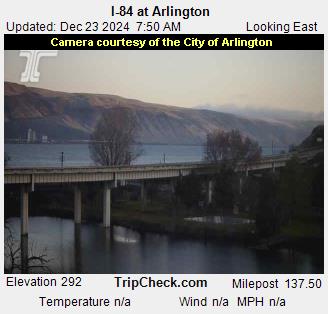 I-84 at Arlington
Updated: Dec 23 2024 7:50 AM Looking East
Camera courtesy of the City of Arlington
Elevation 292 TripCheck.com Milepost 137.50
Temperature n/a Wind n/a MPH n/a